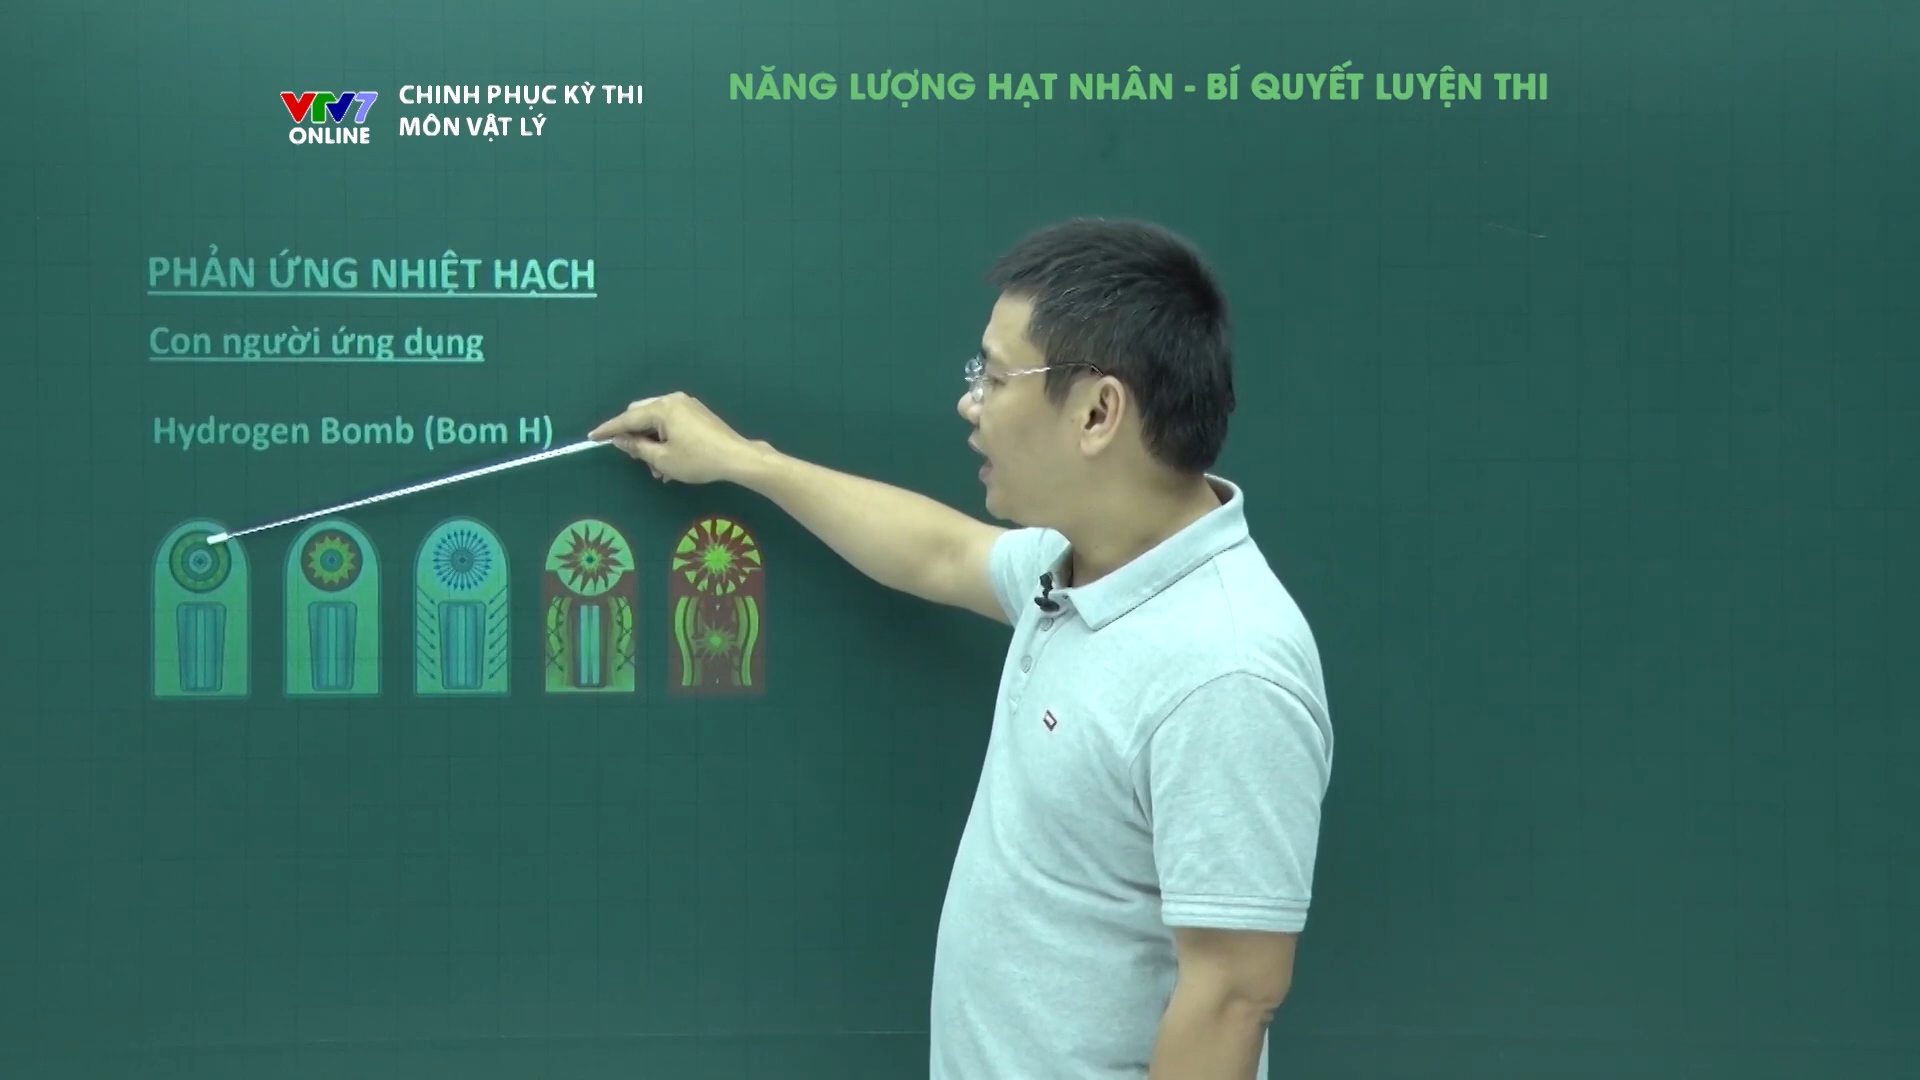 VTV7
ONLINE
CHINH PHỤC KỲ THI
MÔN VẬT LÝ
NĂNG LƯỢNG HẠT NHÂN - BÍ QUYẾT LUYỆN THI
PHẢN ỨNG NHIỆT HẠCH
Con người ứng dụng
Hydrogen Bomb (Bom H)